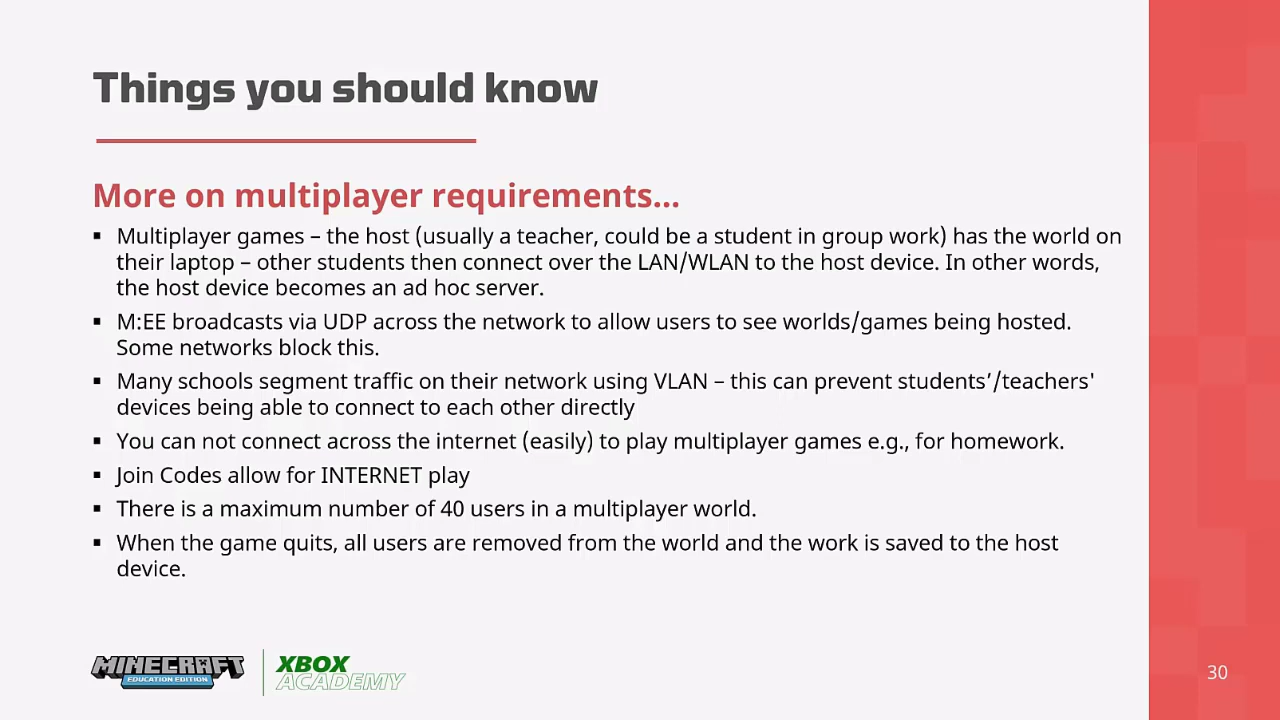 Things you should know
More on multiplayer requirements...
▪ Multiplayer games – the host (usually a teacher, could be a student in group work) has the world on
their laptop – other students then connect over the LAN/WLAN to the host device. In other words,
the host device becomes an ad hoc server.
▪ M:EE broadcasts via UDP across the network to allow users to see worlds/games being hosted.
Some networks block this.
▪ Many schools segment traffic on their network using VLAN – this can prevent students’/teachers'
devices being able to connect to each other directly
▪ You can not connect across the internet (easily) to play multiplayer games e.g., for homework.
▪ Join Codes allow for INTERNET play
▪ There is a maximum number of 40 users in a multiplayer world.
▪ When the game quits, all users are removed from the world and the work is saved to the host
device.
MINECRAFT
EDUCATION EDITION
XBOX
ACADEMY
30